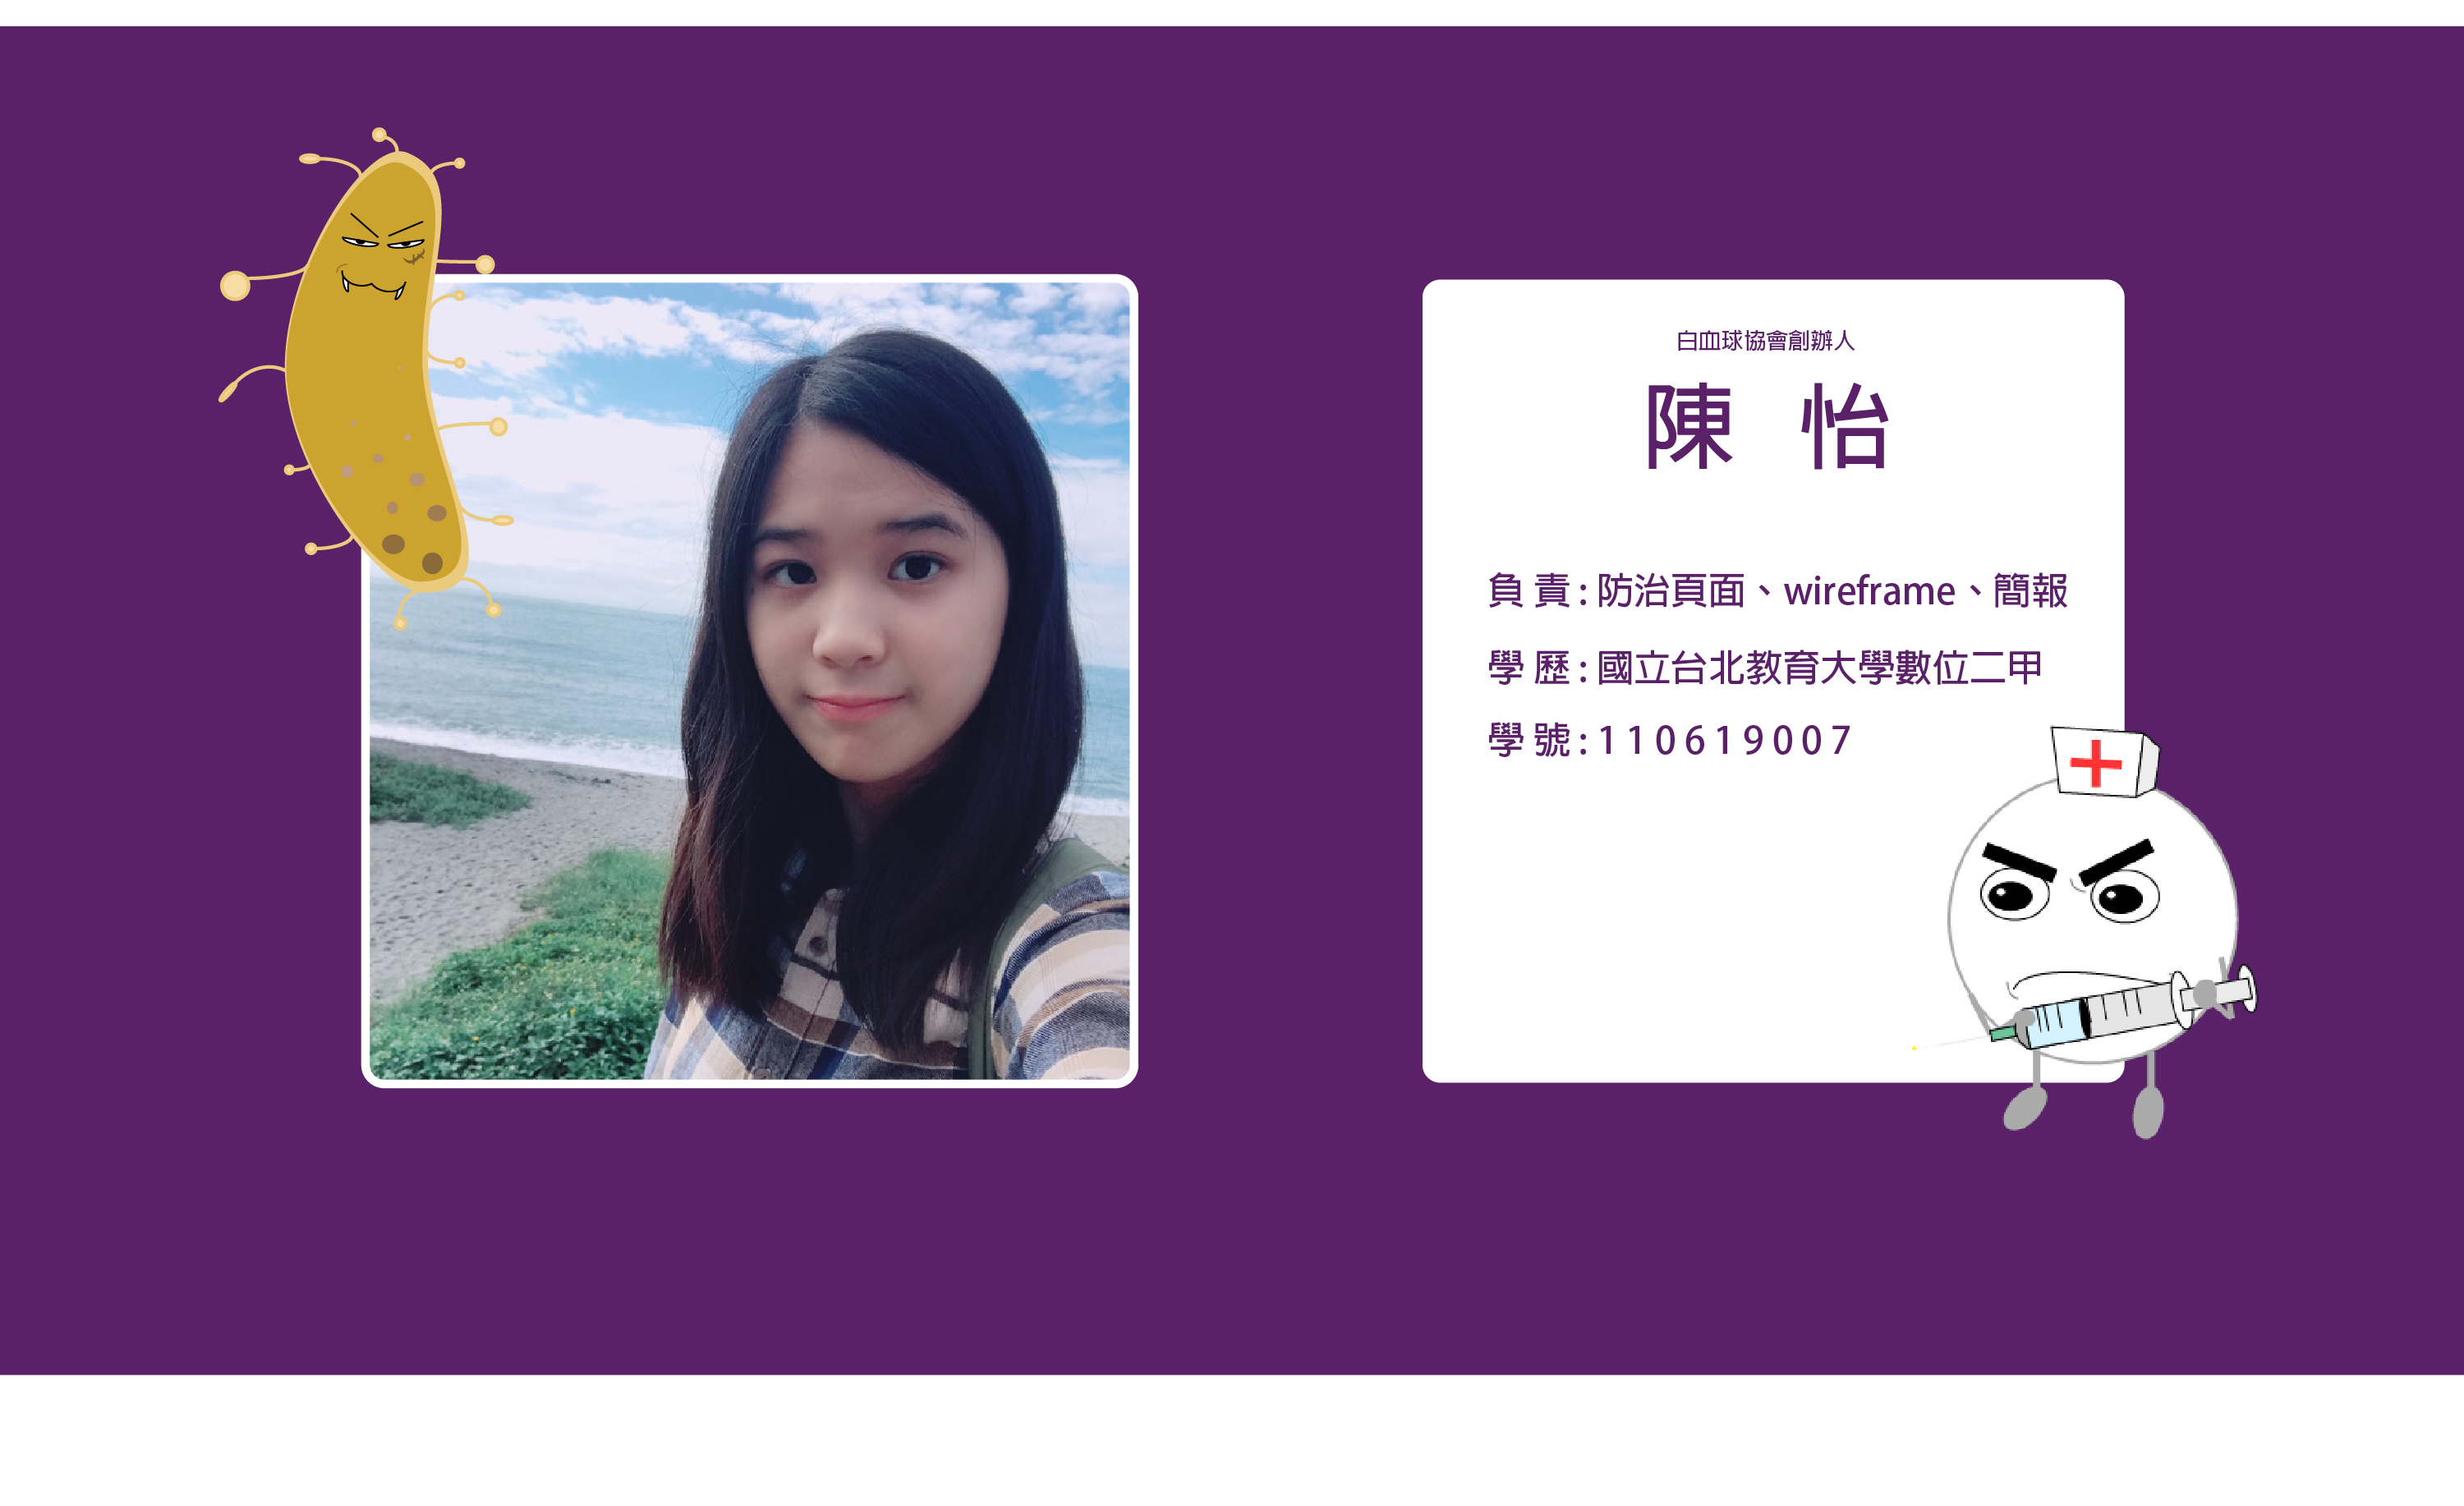 白血球協會創辦人
陳 怡
負 責 : 防治頁面、wireframe、簡報
學 歷 : 國立台北教育大學數位二甲
學 號 : 110619007